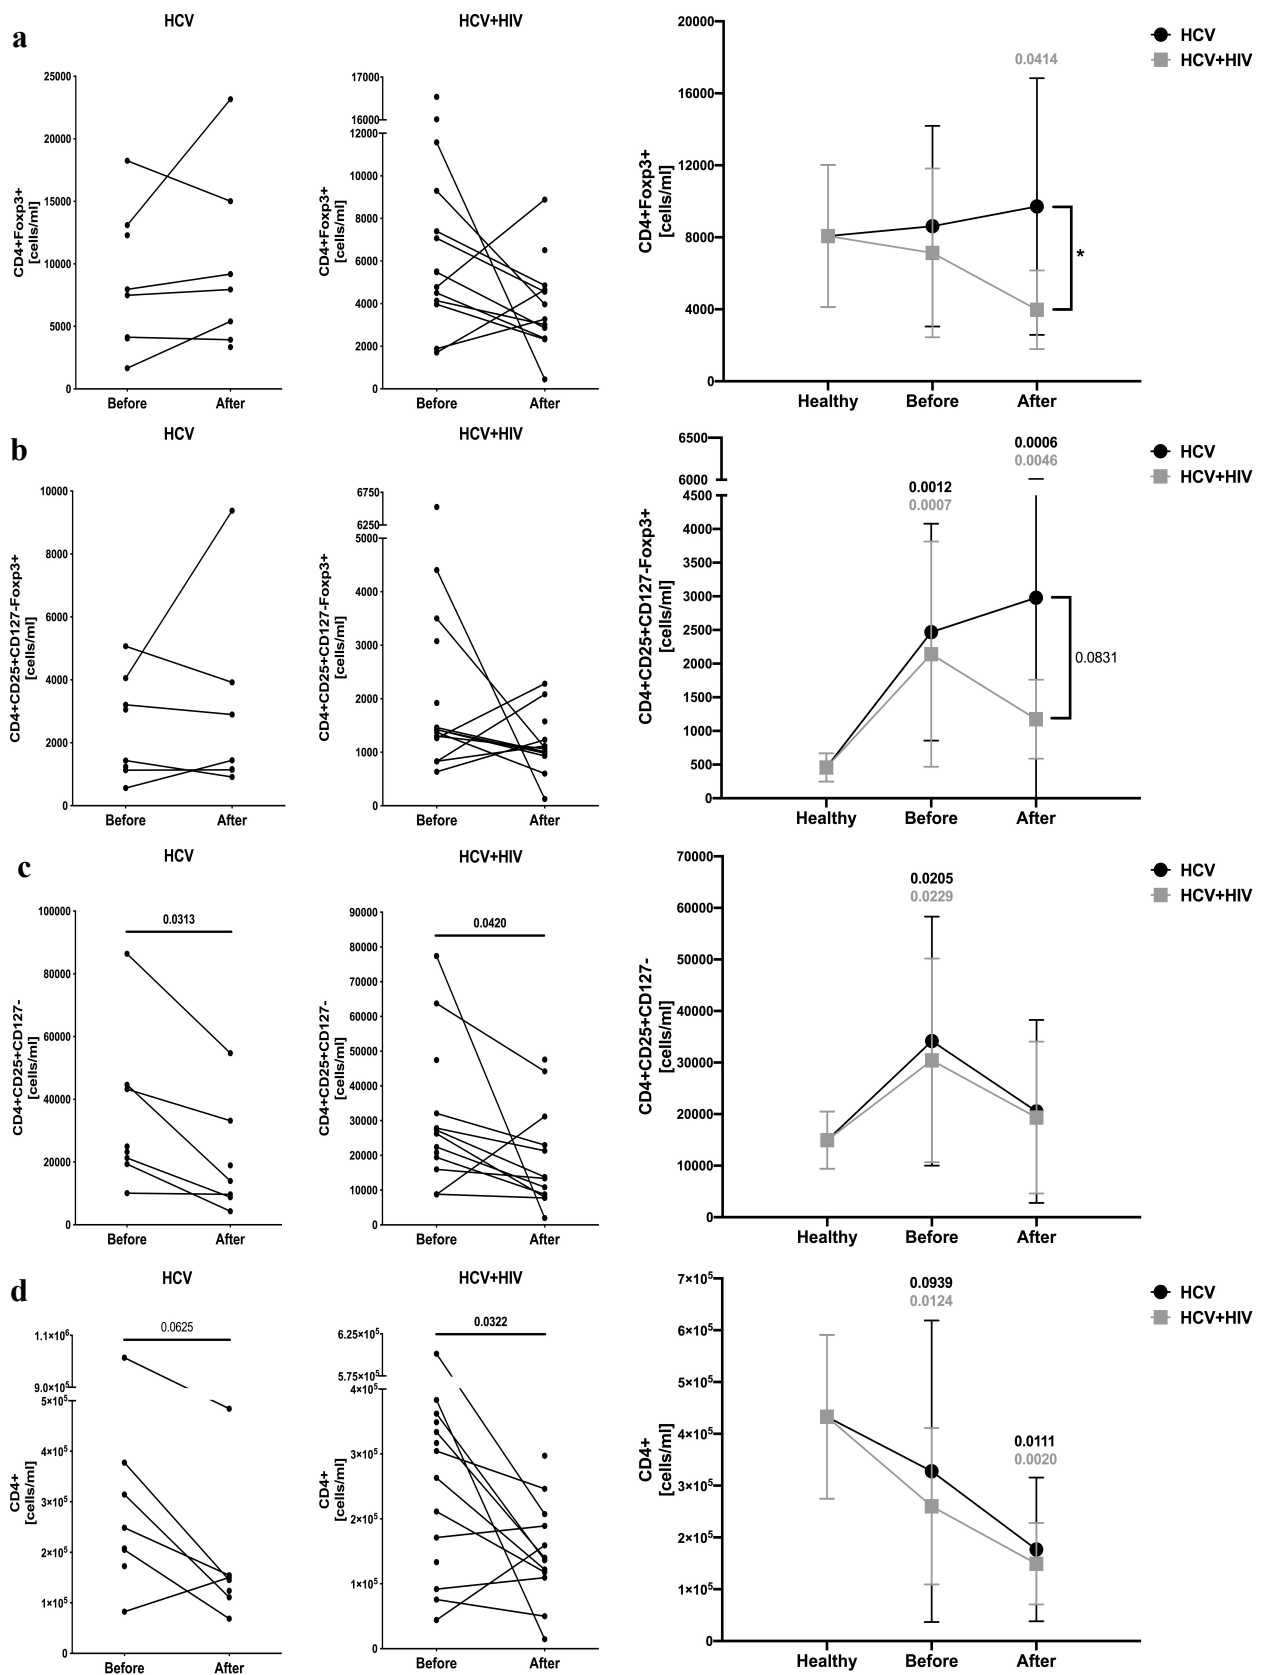 a
HCV
HCV+HIV
CD4+Foxp3+
[cells/ml]
25000
20000
15000
10000
5000
0
Before
After
CD4+Foxp3+
[cells/ml]
17000
16000
12000
10000
8000
6000
4000
2000
0
Before
After
CD4+Foxp3+
[cells/ml]
20000
16000
12000
8000
4000
0
0.0414
*
Healthy
Before
After
HCV
HCV+HIV
b
HCV
HCV+HIV
CD4+CD25+CD127-Foxp3+
[cells/ml]
10000
8000
6000
4000
2000
0
Before
After
CD4+CD25+CD127-Foxp3+
[cells/ml]
6750
6250
5000
4000
3000
2000
1000
0
Before
After
CD4+CD25+CD127-Foxp3+
[cells/ml]
6500
6000
4500
4000
3500
3000
2500
2000
1500
1000
500
0
0.0012
0.0007
0.0006
0.0046
0.0831
Healthy
Before
After
HCV
HCV+HIV
c
HCV
HCV+HIV
CD4+CD25+CD127-
[cells/ml]
100000
80000
60000
40000
20000
0
0.0313
Before
After
CD4+CD25+CD127-
[cells/ml]
90000
80000
70000
60000
50000
40000
30000
20000
10000
0
0.0420
Before
After
CD4+CD25+CD127-
[cells/ml]
70000
60000
50000
40000
30000
20000
10000
0
0.0205
0.0229
Healthy
Before
After
HCV
HCV+HIV
d
HCV
HCV+HIV
CD4+
[cells/ml]
1.1×10⁶
9.0×10⁵
5×10⁵
4×10⁵
3×10⁵
2×10⁵
1×10⁵
0
0.0625
Before
After
CD4+
[cells/ml]
6.25×10⁵
5.75×10⁵
4×10⁵
3×10⁵
2×10⁵
1×10⁵
0
0.0322
Before
After
CD4+
[cells/ml]
7×10⁵
6×10⁵
5×10⁵
4×10⁵
3×10⁵
2×10⁵
1×10⁵
0
0.0939
0.0124
0.0111
0.0020
Healthy
Before
After
HCV
HCV+HIV